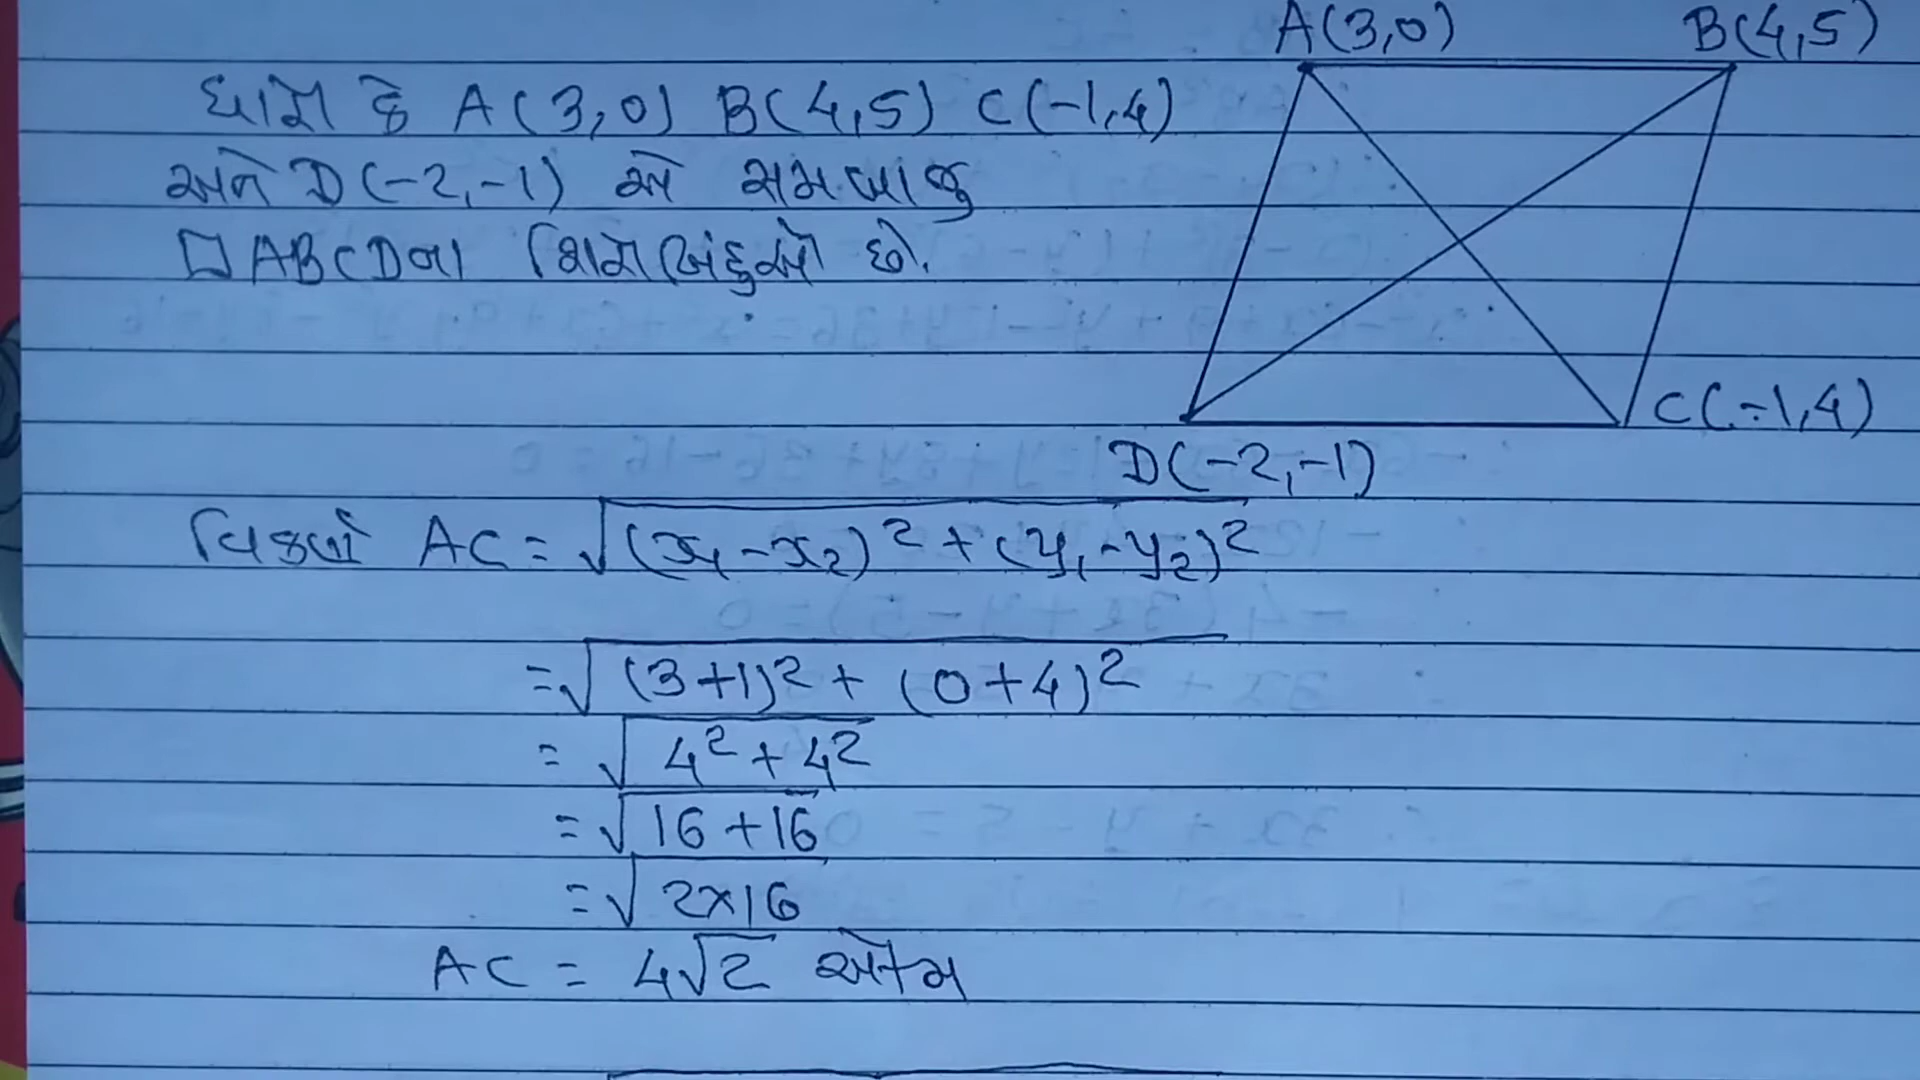 A(3,0) B(4,5)
ધારો કે A(3,0) B(4,5) C(-1,4)
અને D(-2,-1) એ સમબાજુ
□ABCDના શિરોબિંદુઓ છે.
C(-1,4)
D(-2,-1)
વિકર્ણ AC = √(x₁-x₂)² + (y₁-y₂)²
= √(3+1)² + (0+4)²
= √4² + 4²
= √16+16
= √2×16
AC = 4√2 એકમ